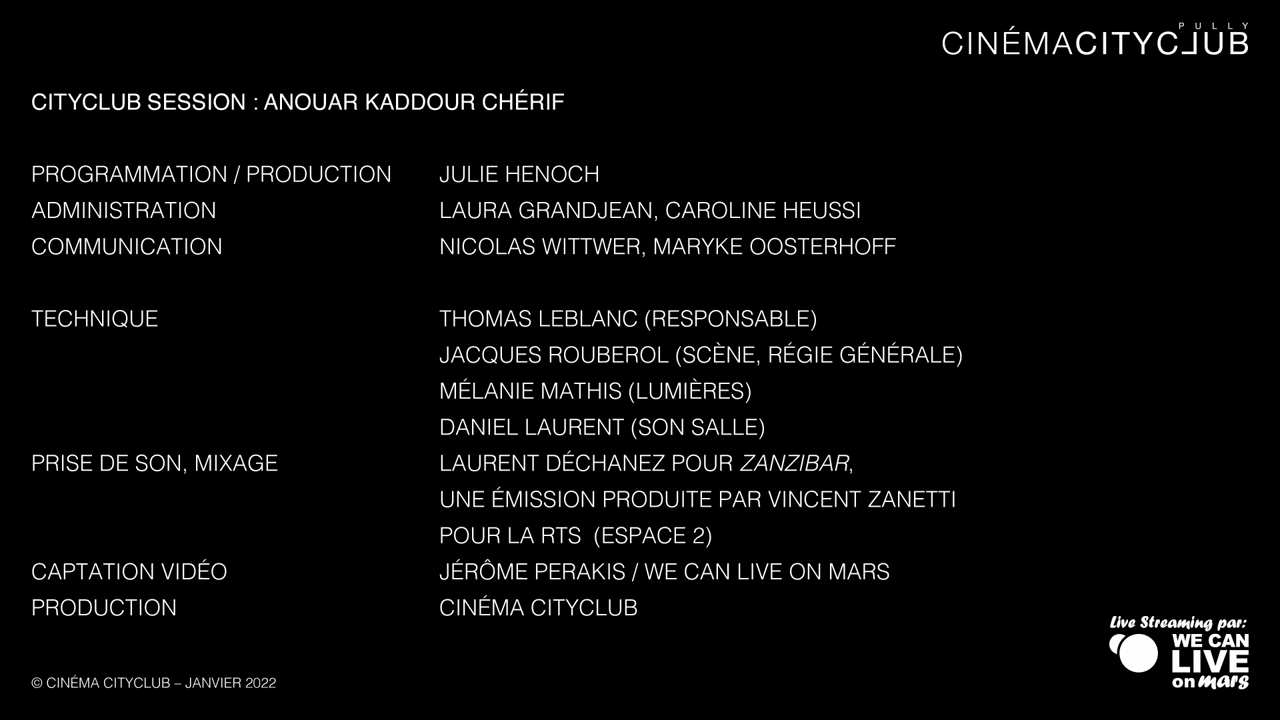 PULLY
CINÉMACITYCLUB
CITYCLUB SESSION : ANOUAR KADDOUR CHÉRIF
PROGRAMMATION / PRODUCTION JULIE HENOCH
ADMINISTRATION LAURA GRANDJEAN, CAROLINE HEUSSI
COMMUNICATION NICOLAS WITTWER, MARYKE OOSTERHOFF
TECHNIQUE THOMAS LEBLANC (RESPONSABLE)
JACQUES ROUBEROL (SCÈNE, RÉGIE GÉNÉRALE)
MÉLANIE MATHIS (LUMIÈRES)
DANIEL LAURENT (SON SALLE)
PRISE DE SON, MIXAGE LAURENT DÉCHANEZ POUR ZANZIBAR,
UNE ÉMISSION PRODUITE PAR VINCENT ZANETTI
POUR LA RTS (ESPACE 2)
CAPTATION VIDÉO JÉRÔME PERAKIS / WE CAN LIVE ON MARS
PRODUCTION CINÉMA CITYCLUB
Live Streaming par:
WE CAN
LIVE
on mars
© CINÉMA CITYCLUB – JANVIER 2022